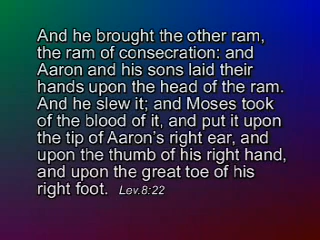 And he brought the other ram,
the ram of consecration: and
Aaron and his sons laid their
hands upon the head of the ram.
And he slew it; and Moses took
of the blood of it, and put it upon
the tip of Aaron's right ear, and
upon the thumb of his right hand,
and upon the great toe of his
right foot. Lev.8:22